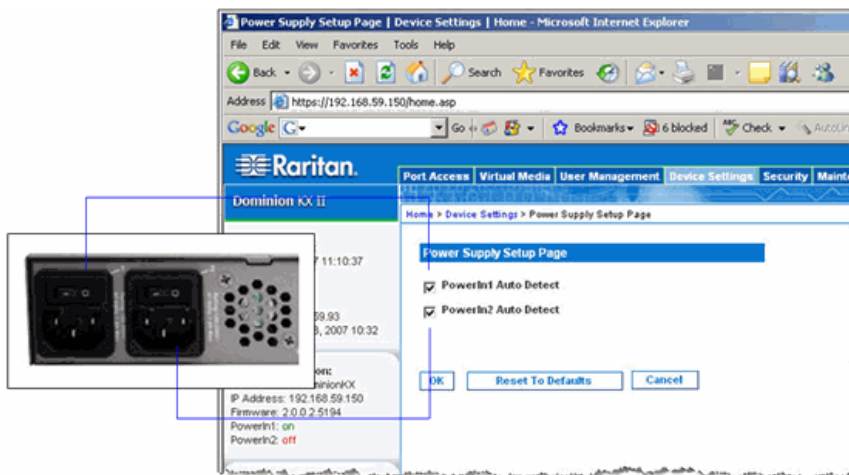 Power Supply Setup Page | Device Settings | Home - Microsoft Internet Explorer
File Edit View Favorites Tools Help
Back Search Favorites
Address https://192.168.59.150/home.asp
Google G Go Bookmarks 6 blocked Check AutoLin
Raritan.
Port Access Virtual Media User Management Device Settings Security Maint
Dominion KX II
Home > Device Settings > Power Supply Setup Page
Power Supply Setup Page
7 11:10:37
PowerIn1 Auto Detect
PowerIn2 Auto Detect
59.93
, 2007 10:32
OK Reset To Defaults Cancel
on:
minionKX
IP Address: 192.168.59.150
Firmware: 2.0.0.2.5194
PowerIn1: on
PowerIn2: off